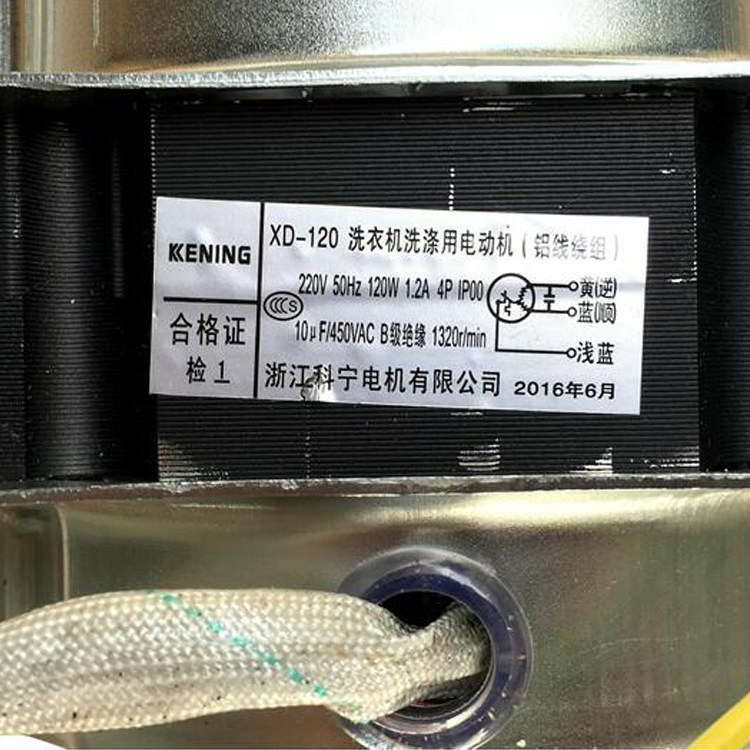 KENING
合格证
检 1
XD-120 洗衣机洗涤用电动机(铝线绕组)
220V 50Hz 120W 1.2A 4P IP00
CCC S
10μF/450VAC B级绝缘 1320r/min
黄(逆)
蓝(顺)
浅蓝
浙江科宁电机有限公司 2016年6月